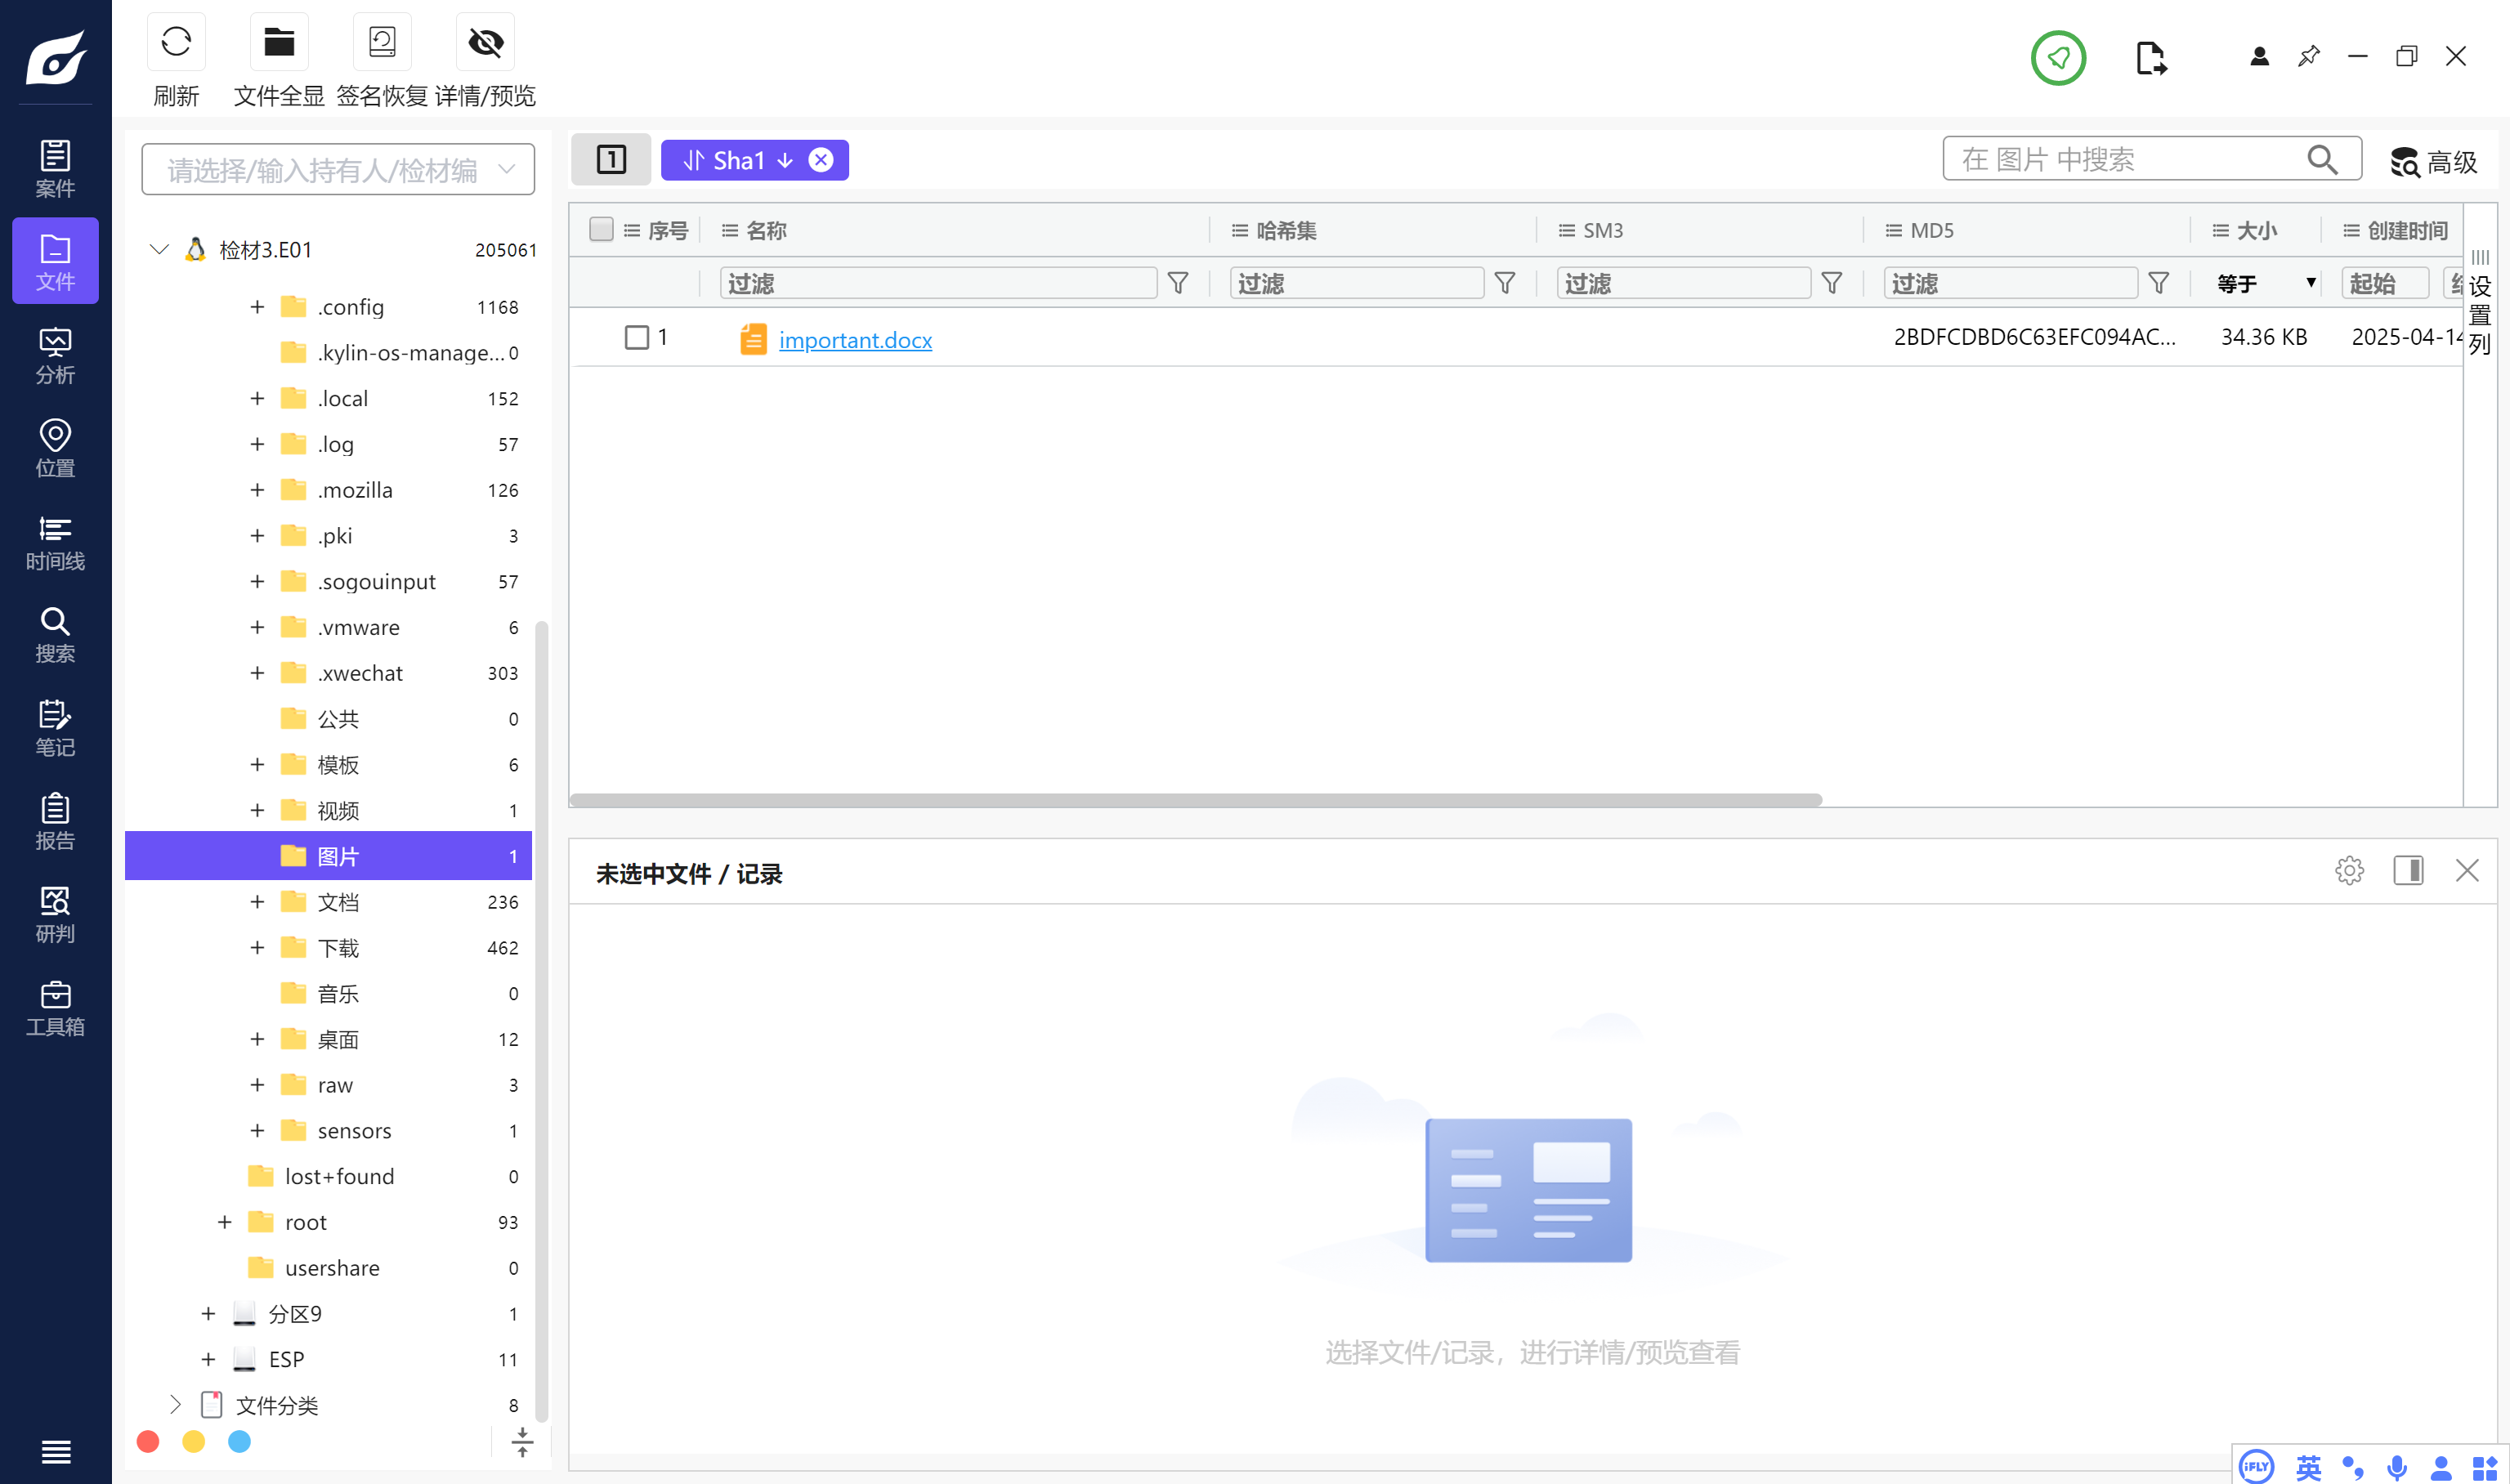 刷新
文件全显
签名恢复
详情/预览
案件
文件
分析
位置
时间线
搜索
笔记
报告
研判
工具箱
请选择/输入持有人/检材编
检材3.E01 205061
.config 1168
.kylin-os-manage... 0
.local 152
.log 57
.mozilla 126
.pki 3
.sogouinput 57
.vmware 6
.xwechat 303
公共 0
模板 6
视频 1
图片 1
文档 236
下载 462
音乐 0
桌面 12
raw 3
sensors 1
lost+found 0
root 93
usershare 0
分区9 1
ESP 11
文件分类 8
1
Sha1
在 图片 中搜索
高级
序号 名称 哈希集 SM3 MD5 大小 创建时间
过滤 过滤 过滤 过滤 等于 起始
设置列
1 important.docx 2BDFCDBD6C63EFC094AC... 34.36 KB 2025-04-14
未选中文件 / 记录
选择文件/记录，进行详情/预览查看
iFLY 英